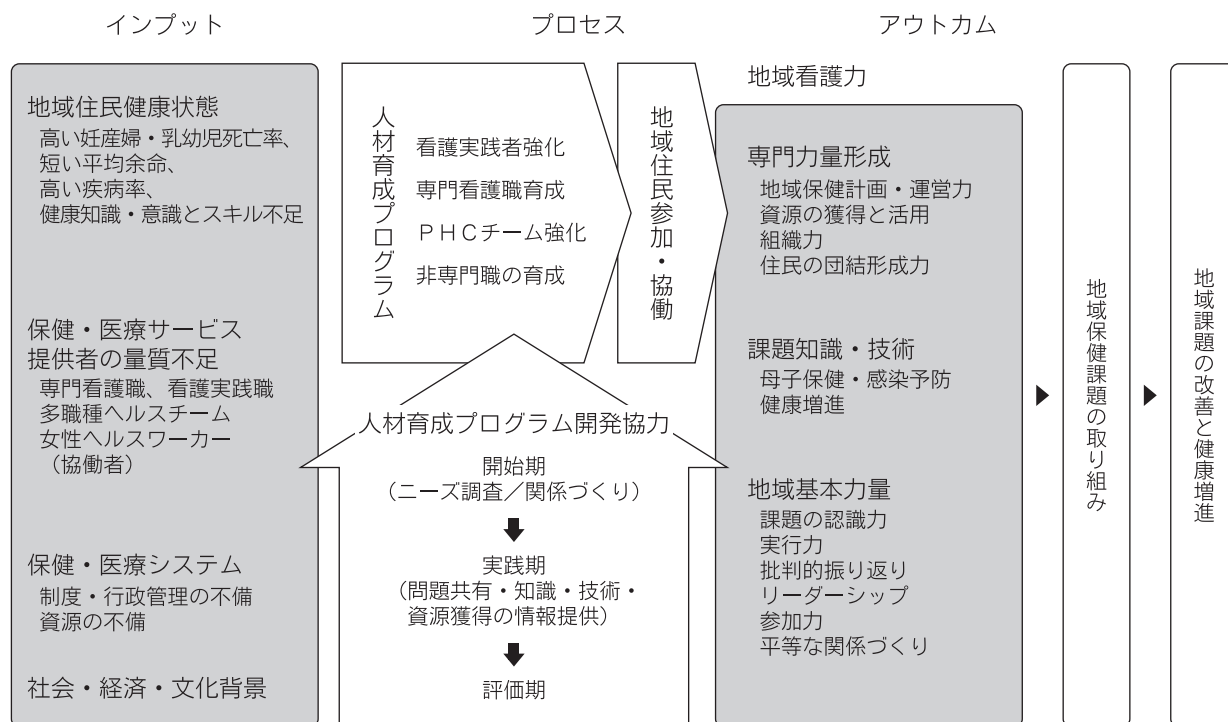 インプット
プロセス
アウトカム
地域住民健康状態
高い妊産婦・乳幼児死亡率、
短い平均余命、
高い疾病率、
健康知識・意識とスキル不足
保健・医療サービス
提供者の量質不足
専門看護職、看護実践職
多職種ヘルスチーム
女性ヘルスワーカー
（協働者）
保健・医療システム
制度・行政管理の不備
資源の不備
社会・経済・文化背景
人材育成プログラム
看護実践者強化
専門看護職育成
ＰＨＣチーム強化
非専門職の育成
地域住民参加・協働
人材育成プログラム開発協力
開始期
（ニーズ調査／関係づくり）
実践期
（問題共有・知識・技術・
資源獲得の情報提供）
評価期
地域看護力
専門力量形成
地域保健計画・運営力
資源の獲得と活用
組織力
住民の団結形成力
課題知識・技術
母子保健・感染予防
健康増進
地域基本力量
課題の認識力
実行力
批判的振り返り
リーダーシップ
参加力
平等な関係づくり
地域保健課題の取り組み
地域課題の改善と健康増進